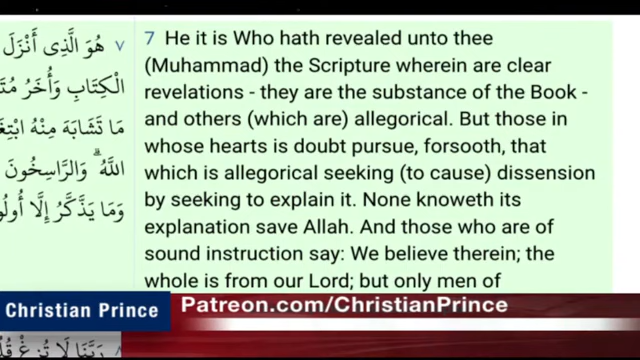 ٧ هُوَ الَّذِى أَنْزَلَ
الْكِتَابِ وَأُخَرُ
مَا تَشَابَهَ مِنْهُ
اللَّهُ ۗ وَالرَّاسِخُونَ
وَمَا يَذَّكَّرُ إِلَّا
رَبَّنَا لَا تُزِغْ
7 He it is Who hath revealed unto thee
(Muhammad) the Scripture wherein are clear
revelations - they are the substance of the Book -
and others (which are) allegorical. But those in
whose hearts is doubt pursue, forsooth, that
which is allegorical seeking (to cause) dissension
by seeking to explain it. None knoweth its
explanation save Allah. And those who are of
sound instruction say: We believe therein; the
whole is from our Lord; but only men of
Christian Prince
Patreon.com/ChristianPrince